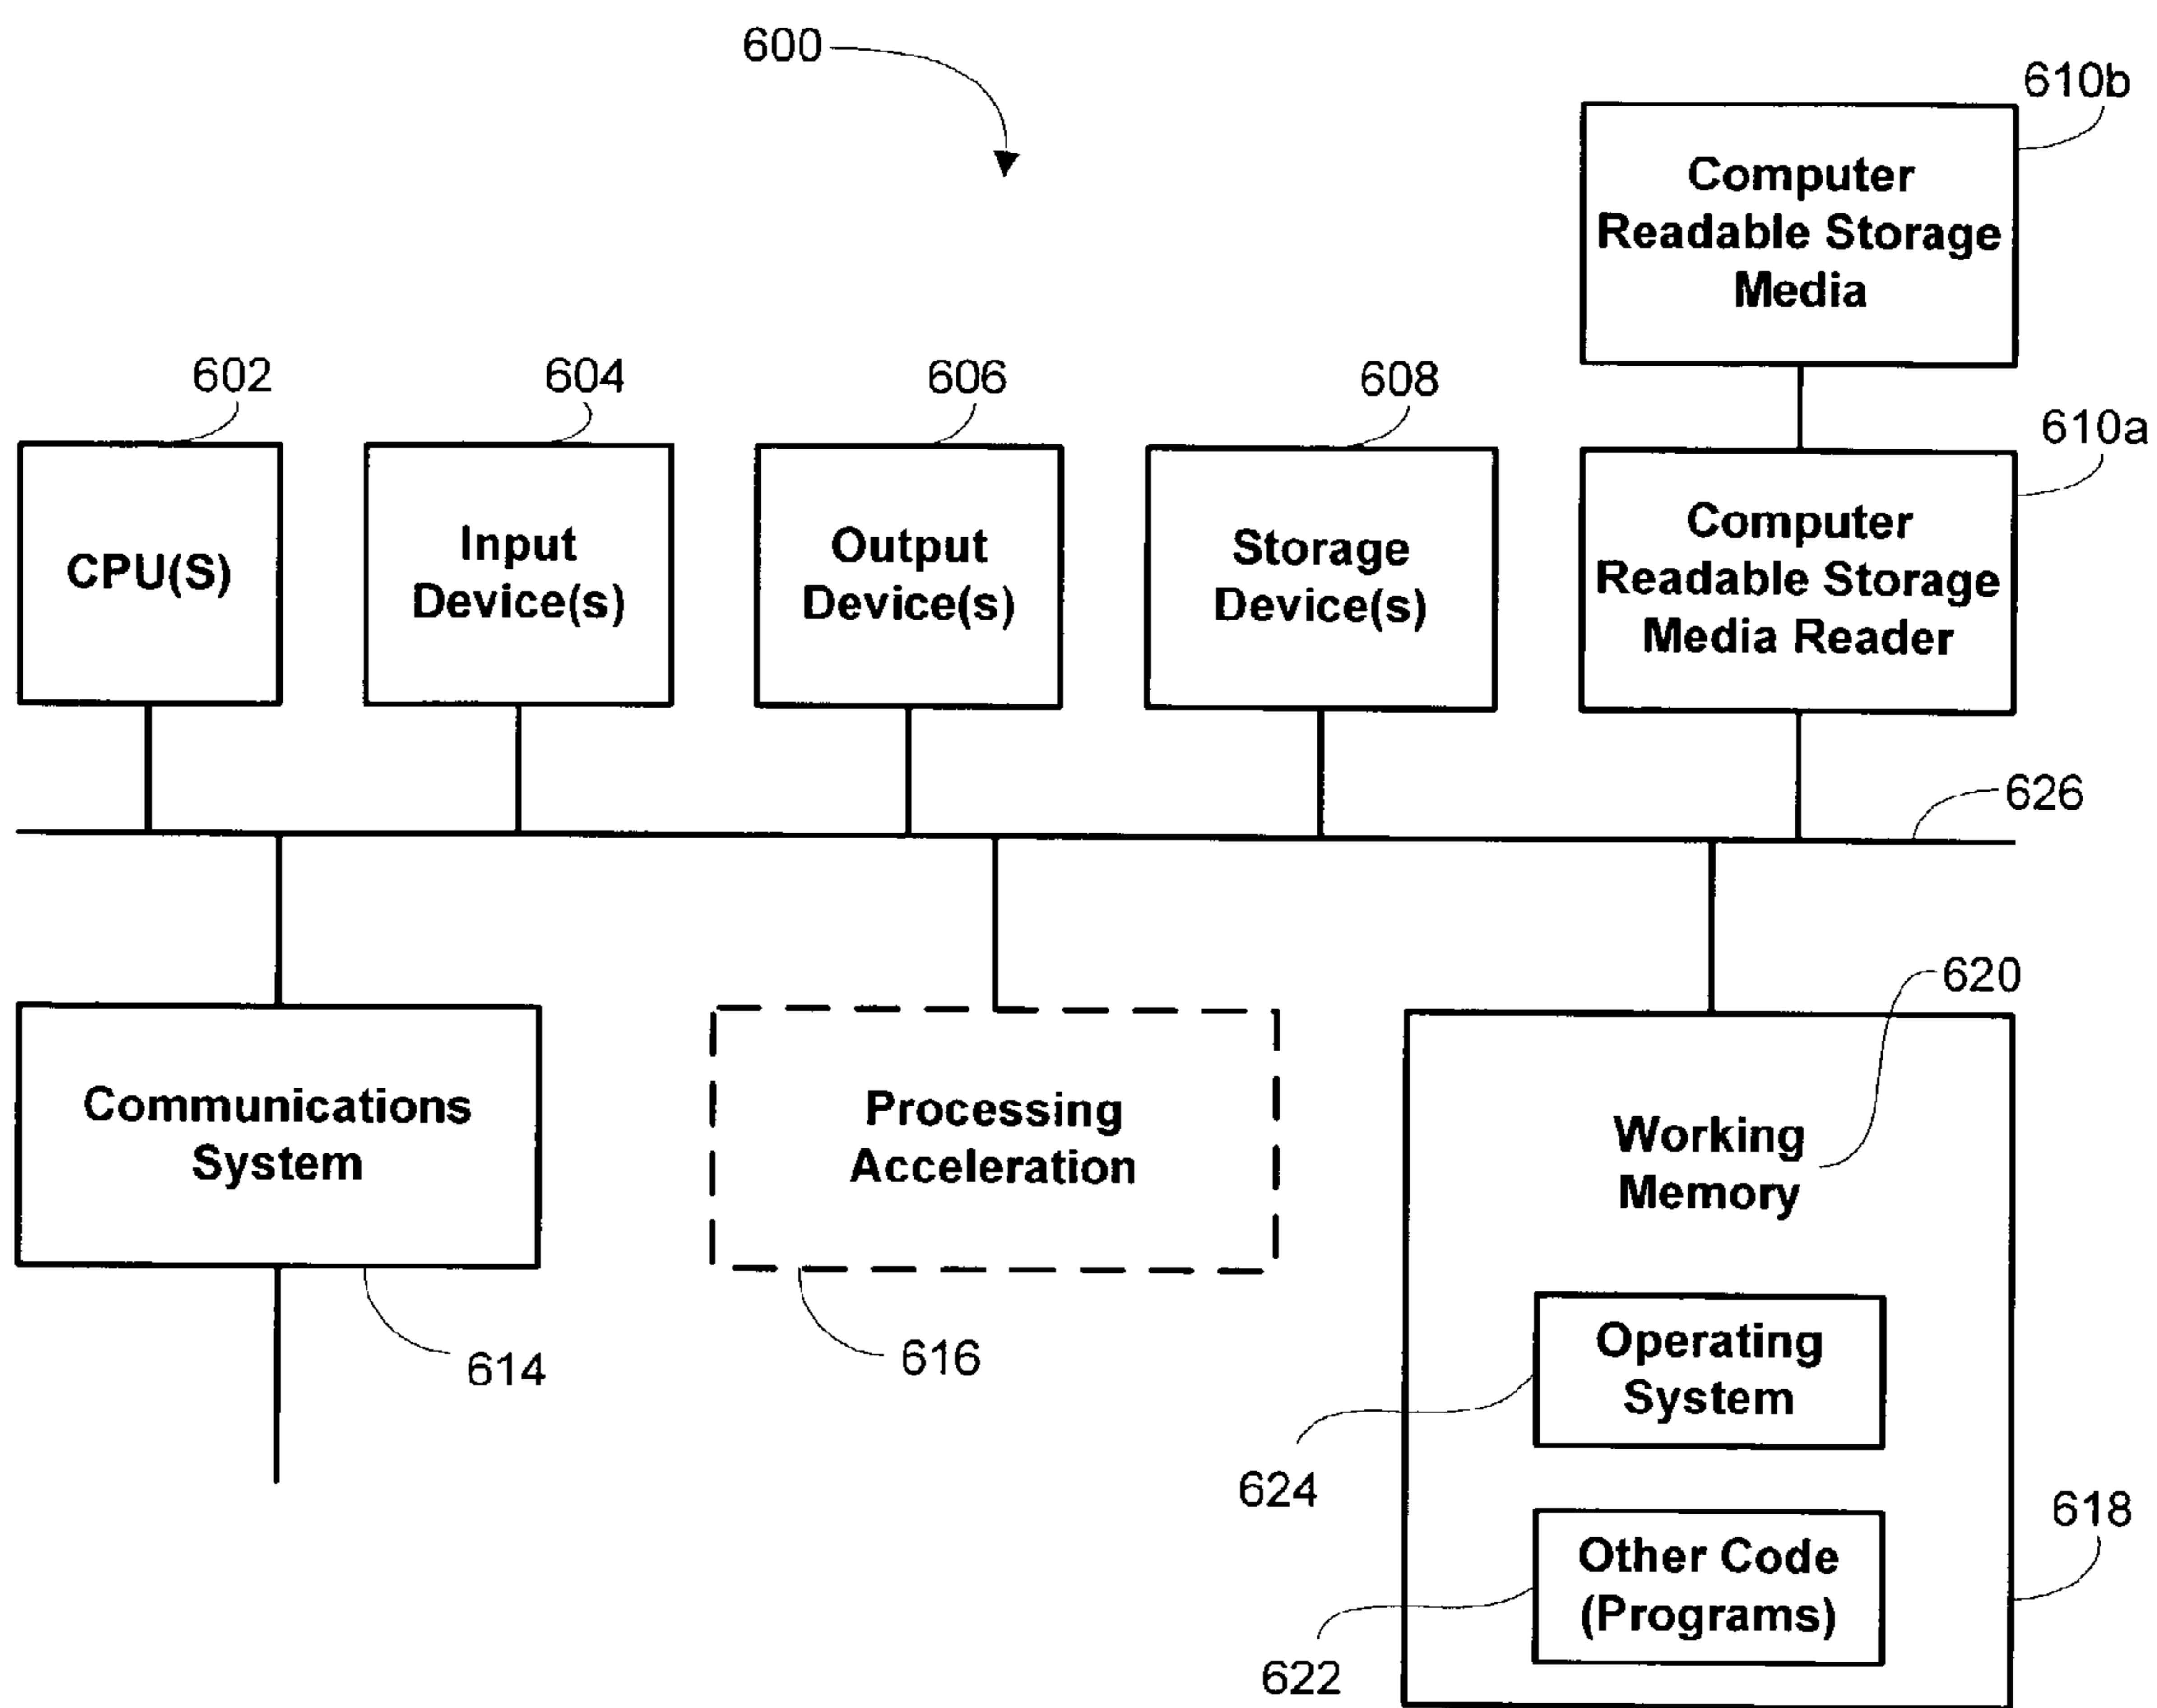 600
610b
Computer
Readable Storage
Media
602
604
606
608
610a
CPU(S)
Input
Device(s)
Output
Device(s)
Storage
Device(s)
Computer
Readable Storage
Media Reader
626
620
Communications
System
Processing
Acceleration
Working
Memory
614
616
Operating
System
624
618
Other Code
(Programs)
622